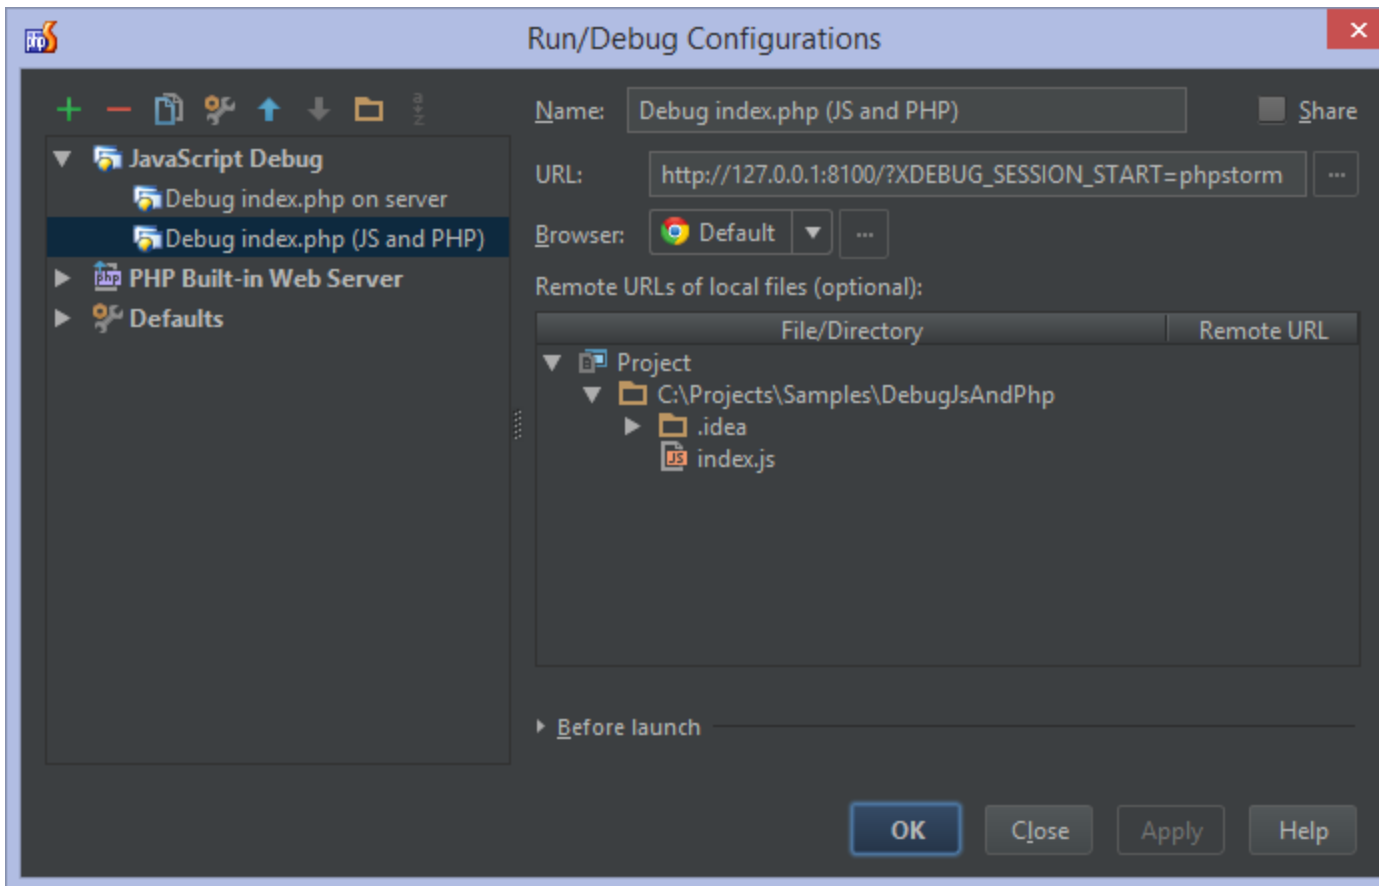 php
Run/Debug Configurations
Name: Debug index.php (JS and PHP) Share
JavaScript Debug
Debug index.php on server
Debug index.php (JS and PHP)
PHP Built-in Web Server
Defaults
URL: http://127.0.0.1:8100/?XDEBUG_SESSION_START=phpstorm ...
Browser: Default ...
Remote URLs of local files (optional):
File/Directory Remote URL
Project
C:\Projects\Samples\DebugJsAndPhp
.idea
index.js
Before launch
OK Close Apply Help